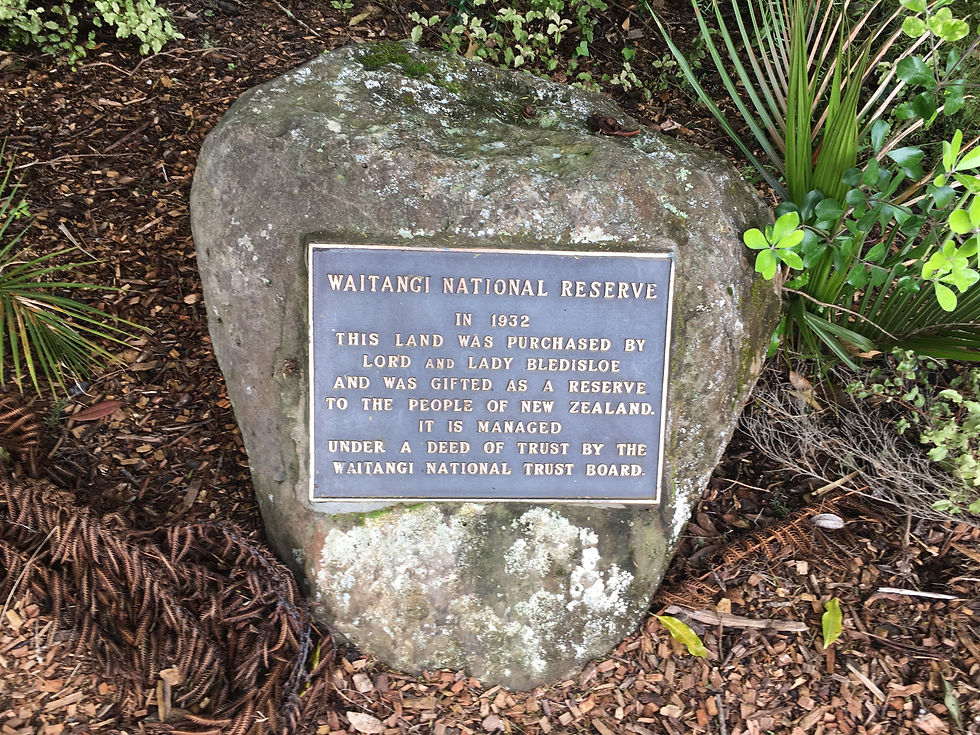 WAITANGI NATIONAL RESERVE
IN 1932
THIS LAND WAS PURCHASED BY
LORD AND LADY BLEDISLOE
AND WAS GIFTED AS A RESERVE
TO THE PEOPLE OF NEW ZEALAND.
IT IS MANAGED
UNDER A DEED OF TRUST BY THE
WAITANGI NATIONAL TRUST BOARD.